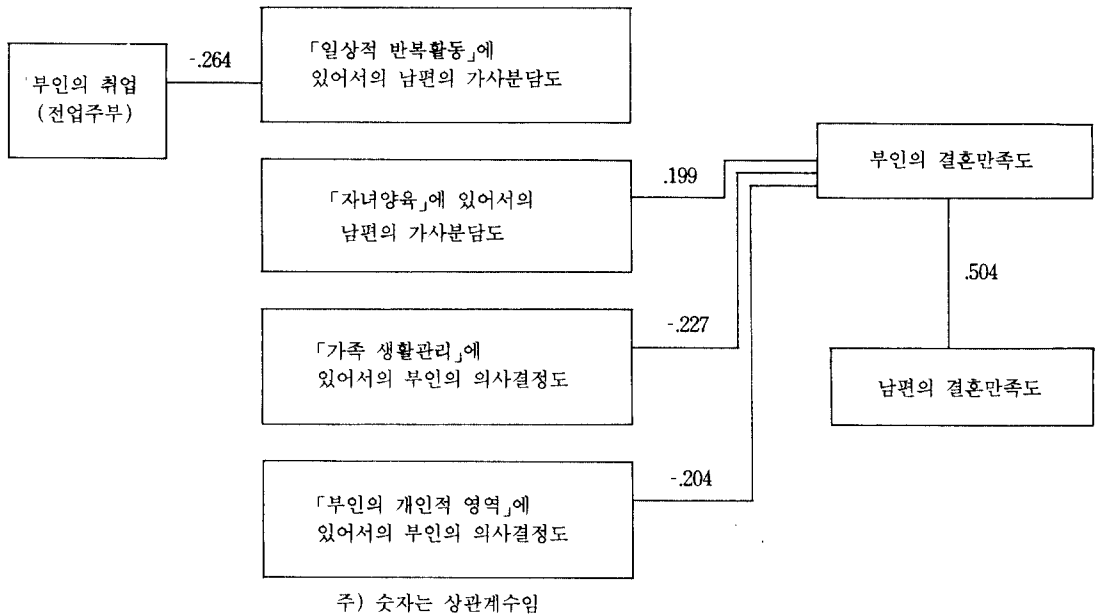 부인의 취업
(전업주부)
-.264
「일상적 반복활동」에
있어서의 남편의 가사분담도
「자녀양육」에 있어서의
남편의 가사분담도
.199
「가족 생활관리」에
있어서의 부인의 의사결정도
-.227
「부인의 개인적 영역」에
있어서의 부인의 의사결정도
-.204
부인의 결혼만족도
.504
남편의 결혼만족도
주) 숫자는 상관계수임